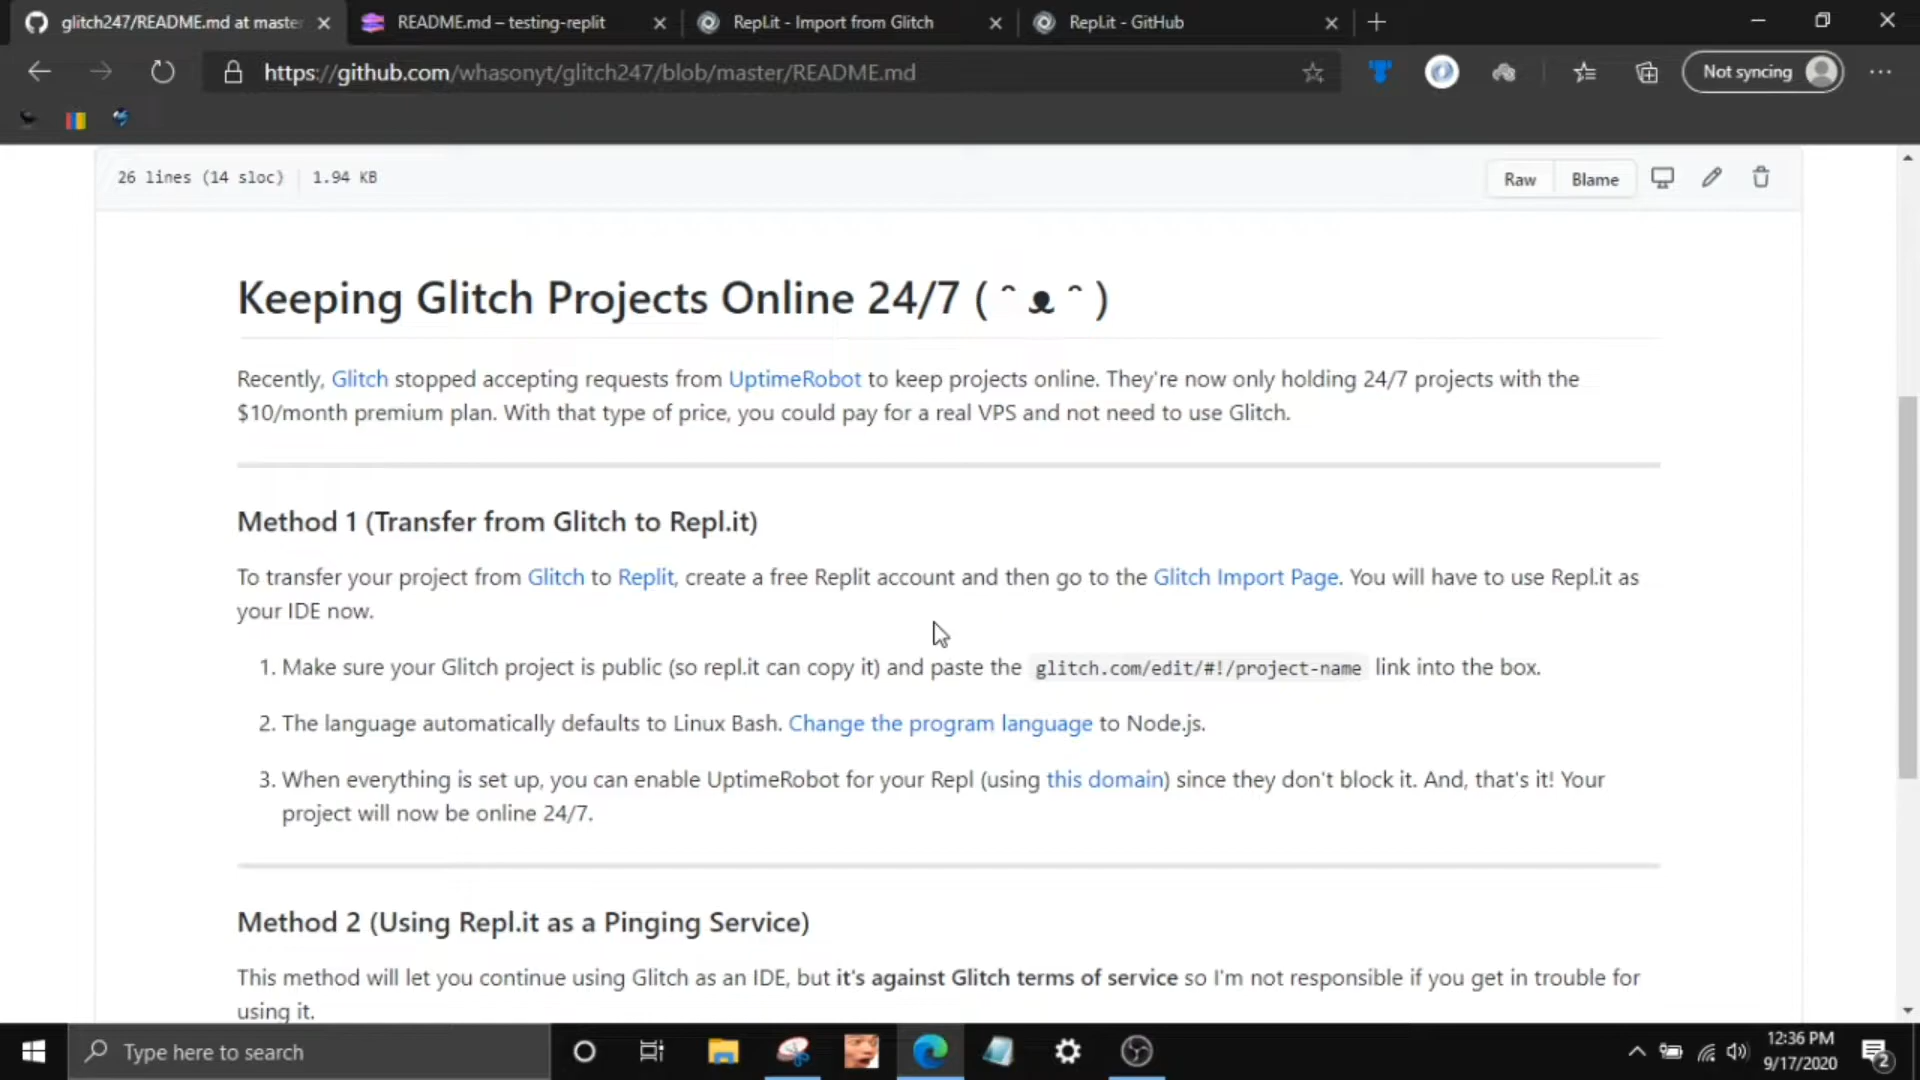 glitch247/README.md at maste
README.md – testing-replit
Repl.it - Import from Glitch
Repl.it - GitHub
https://github.com/whasonyt/glitch247/blob/master/README.md
Not syncing
26 lines (14 sloc)
1.94 KB
Raw
Blame
Keeping Glitch Projects Online 24/7 ( ᵔ ᴥ ᵔ )
Recently, Glitch stopped accepting requests from UptimeRobot to keep projects online. They're now only holding 24/7 projects with the
$10/month premium plan. With that type of price, you could pay for a real VPS and not need to use Glitch.
Method 1 (Transfer from Glitch to Repl.it)
To transfer your project from Glitch to Replit, create a free Replit account and then go to the Glitch Import Page. You will have to use Repl.it as
your IDE now.
1. Make sure your Glitch project is public (so repl.it can copy it) and paste the glitch.com/edit/#!/project-name link into the box.
2. The language automatically defaults to Linux Bash. Change the program language to Node.js.
3. When everything is set up, you can enable UptimeRobot for your Repl (using this domain) since they don't block it. And, that's it! Your
project will now be online 24/7.
Method 2 (Using Repl.it as a Pinging Service)
This method will let you continue using Glitch as an IDE, but it's against Glitch terms of service so I'm not responsible if you get in trouble for
using it.
Type here to search
12:36 PM
9/17/2020
2